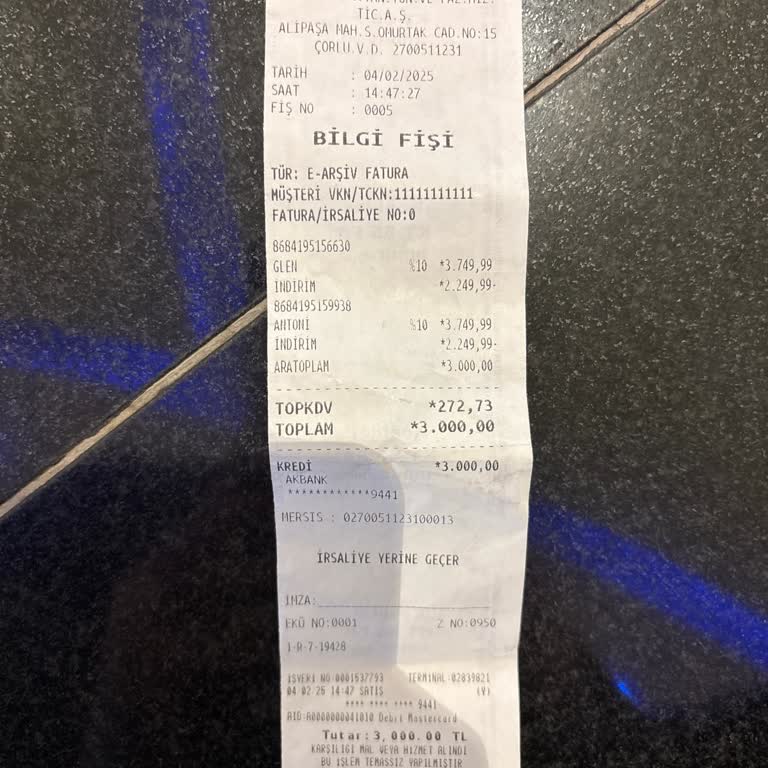 TİC.A.Ş.
ALİPAŞA MAH.S.OMURTAK CAD.NO:15
ÇORLU.V.D. 2700511231
TARİH : 04/02/2025
SAAT : 14:47:27
FİŞ NO : 0005
BİLGİ FİŞİ
TÜR: E-ARŞİV FATURA
MÜŞTERİ VKN/TCKN:11111111111
FATURA/İRSALİYE NO:0
8684195156630
GLEN %10 *3.749,99
İNDİRİM *2.249,99-
8684195159938
ANTONİ %10 *3.749,99
İNDİRİM *2.249,99-
ARATOPLAM *3.000,00
TOPKDV *272,73
TOPLAM *3.000,00
KREDİ *3.000,00
AKBANK
************9441
MERSIS : 0270051123100013
İRSALİYE YERİNE GEÇER
İMZA:
EKÜ NO:0001 Z NO:0950
1-R-7-19428
İŞYERİ NO:0001537793 TERMİNAL:02839821
04 02 25 14 47 SATIŞ (V)
**** **** **** 9441
AID:A0000000041010 Debit Mastercard
Tutar:3,000.00 TL
KARŞILIĞI MAL VEYA HİZMET ALINDI
BU İŞLEM TEMASSIZ YAPILMIŞTIR